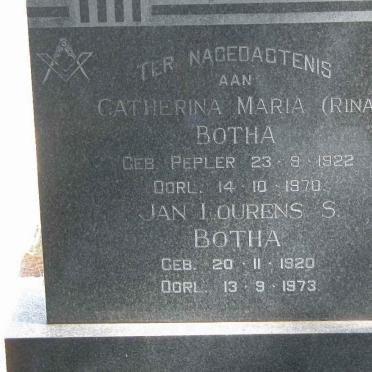 TER NAGEDAGTENIS
AAN
CATHERINA MARIA (RINA
BOTHA
GEB. PEPLER 23 · 9 · 1922
OORL. 14 · 10 · 1970
JAN LOURENS S.
BOTHA
GEB. 20 · 11 · 1920
OORL. 13 · 9 · 1973